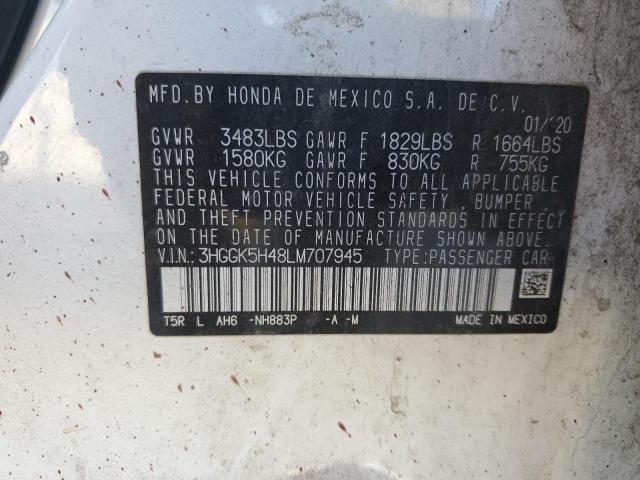 MFD.BY HONDA DE MEXICO S.A. DE C.V.
01/'20
GVWR 3483LBS GAWR F 1829LBS R 1664LBS
GVWR 1580KG GAWR F 830KG R 755KG
THIS VEHICLE CONFORMS TO ALL APPLICABLE
FEDERAL MOTOR VEHICLE SAFETY, BUMPER
AND THEFT PREVENTION STANDARDS IN EFFECT
ON THE DATE OF MANUFACTURE SHOWN ABOVE.
V.I.N.: 3HGGK5H48LM707945 TYPE:PASSENGER CAR
T5R L AH6 -NH883P -A -M MADE IN MEXICO